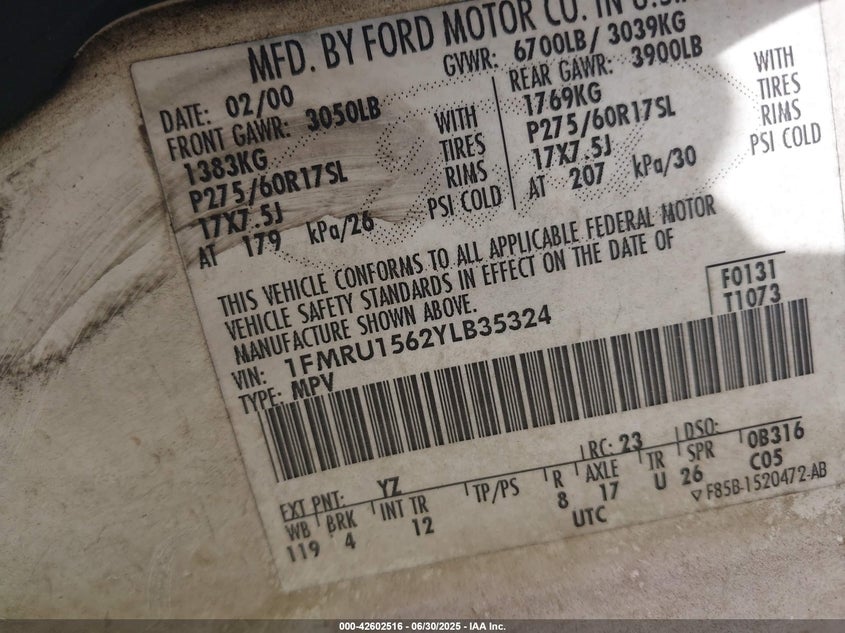 MFD. BY FORD MOTOR CO. IN U.S.A.
DATE: 02/00 GVWR: 6700LB/ 3039KG
FRONT GAWR: 3050LB REAR GAWR: 3900LB
1383KG WITH 1769KG WITH
P275/60R17SL TIRES P275/60R17SL TIRES
17X7.5J RIMS 17X7.5J RIMS
AT 179 kPa/26 PSI COLD AT 207 kPa/30 PSI COLD
THIS VEHICLE CONFORMS TO ALL APPLICABLE FEDERAL MOTOR
VEHICLE SAFETY STANDARDS IN EFFECT ON THE DATE OF
MANUFACTURE SHOWN ABOVE.
F0131
VIN: 1FMRU1562YLB35324 T1073
TYPE: MPV
EXT PNT: YZ RC: 23 DSO:
WB BRK INT TR TP/PS R AXLE TR SPR 0B316
119 4 12 8 17 U 26 C05
UTC ▽ F85B-1520472-AB
000-42602516 - 06/30/2025 - IAA Inc.